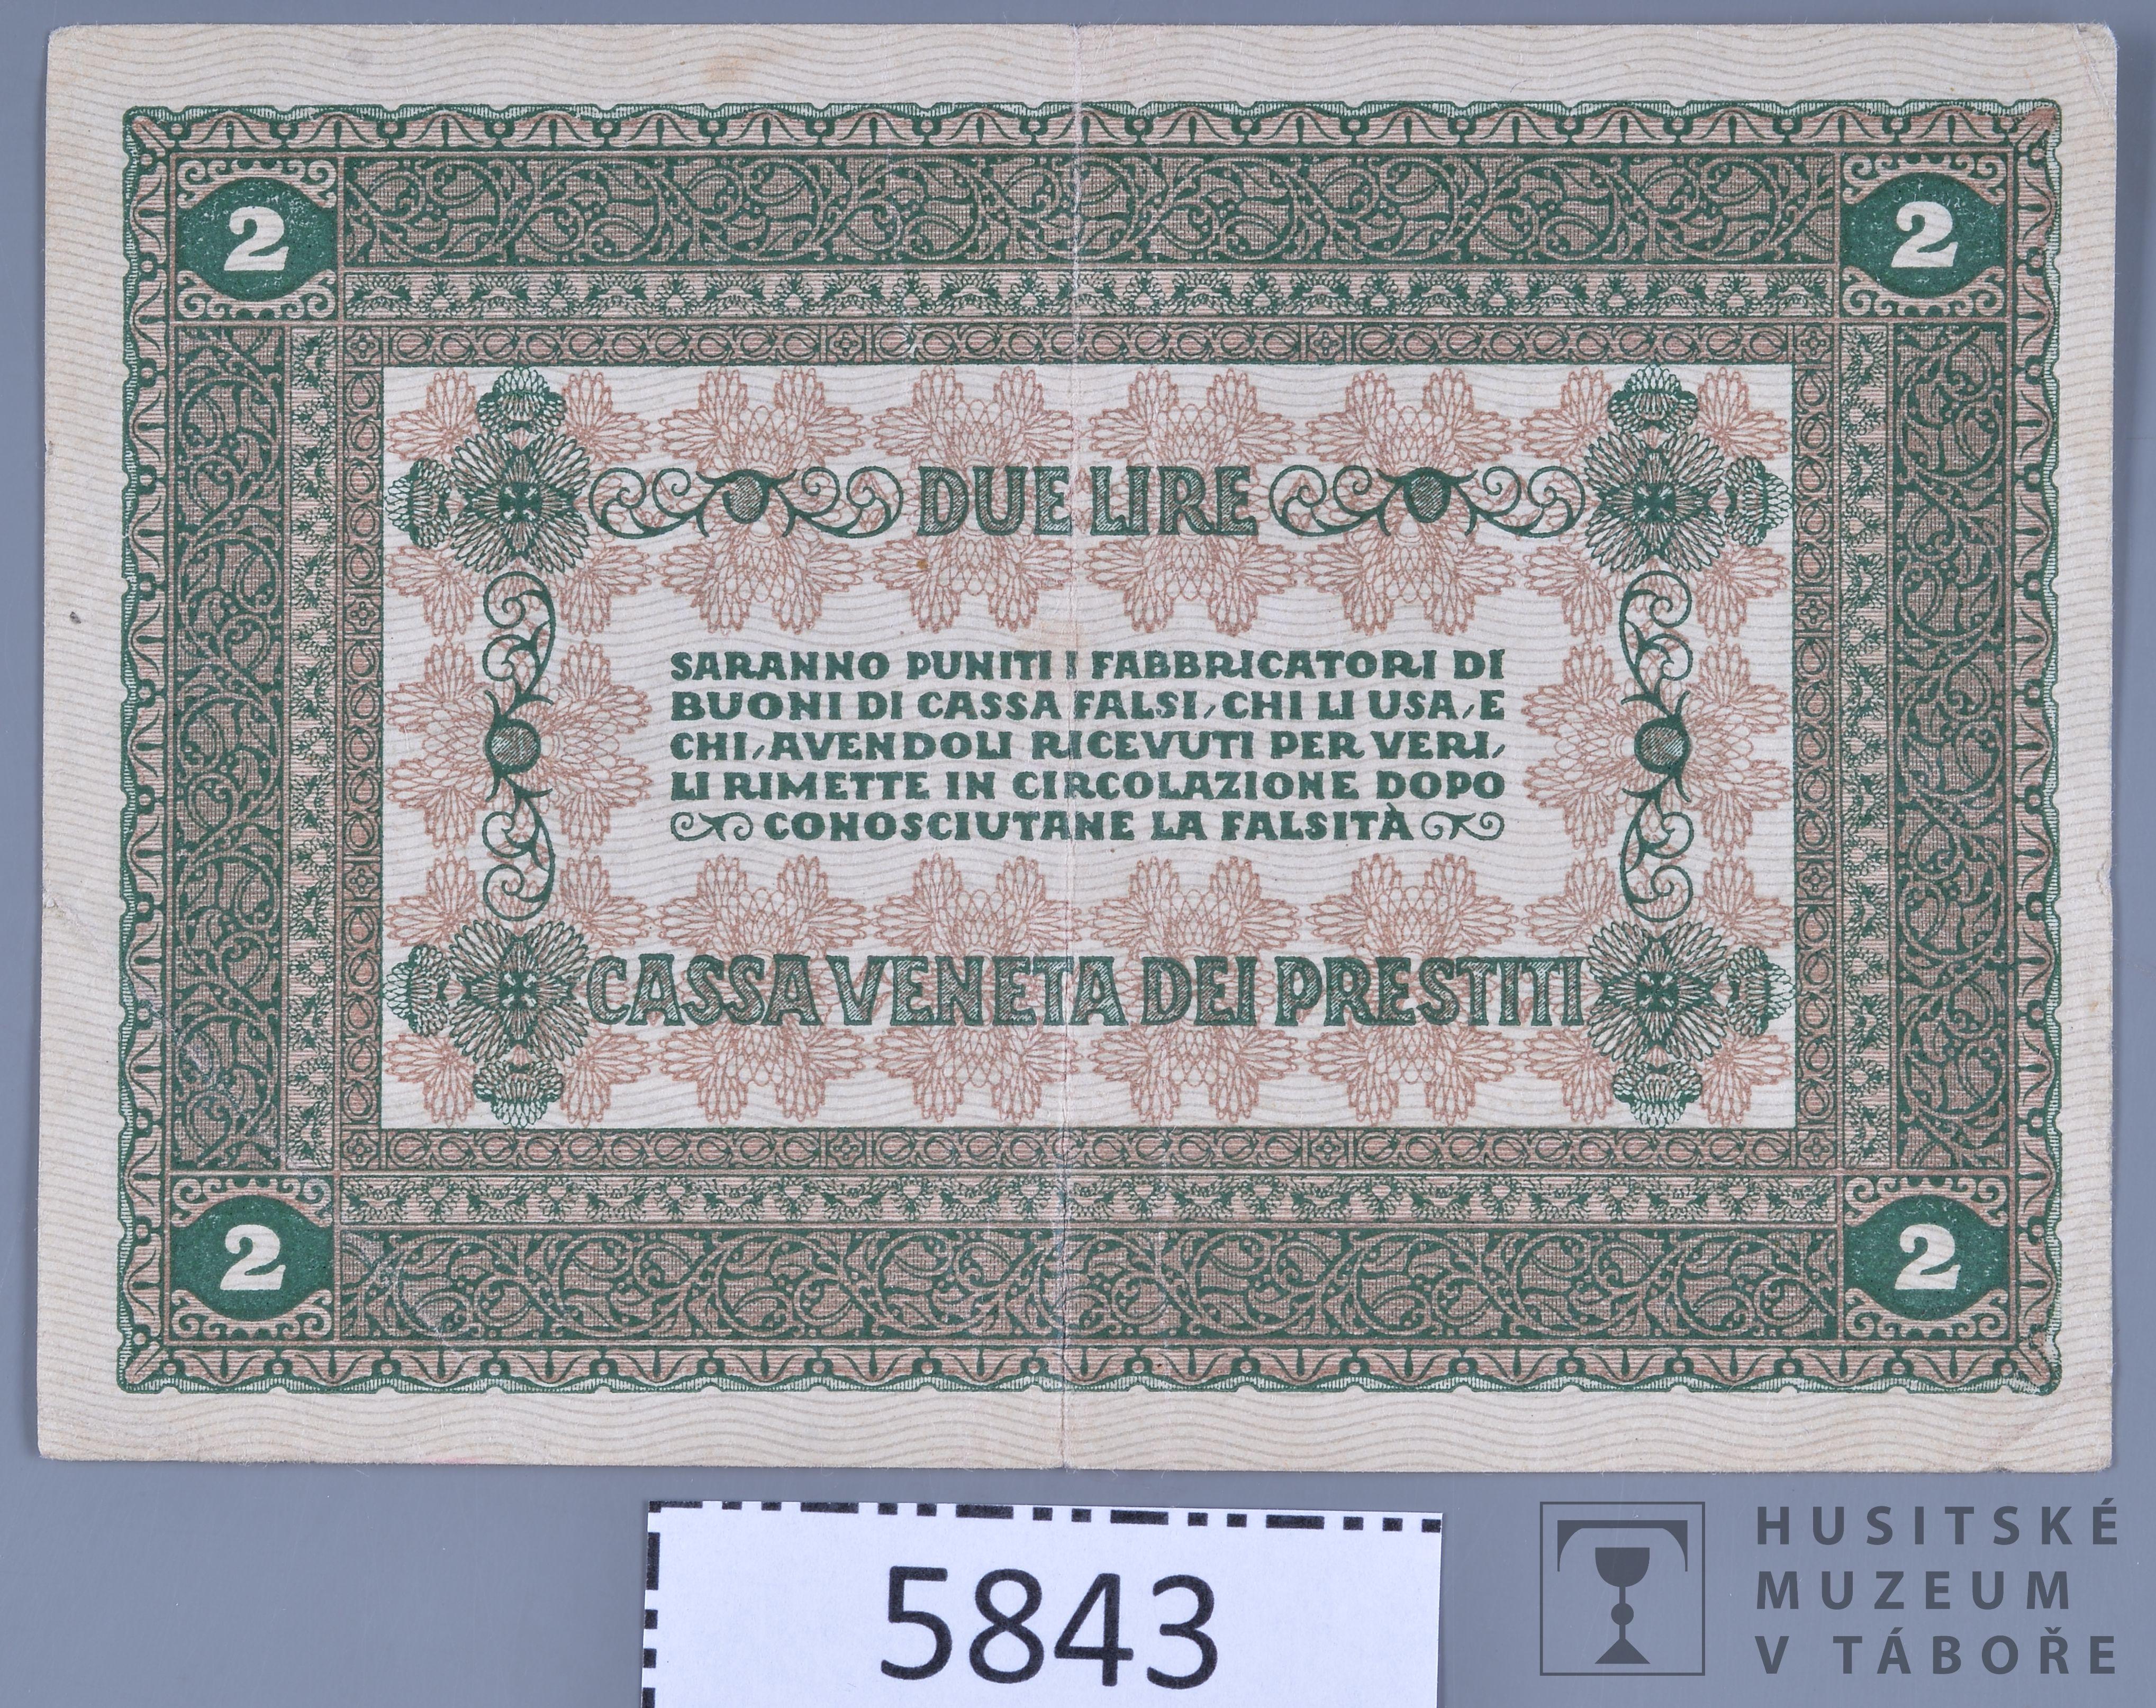 2 2
DUE LIRE
SARANNO PUNITI I FABBRICATORI DI
BUONI DI CASSA FALSI, CHI LI USA, E
CHI, AVENDOLI RICEVUTI PER VERI,
LI RIMETTE IN CIRCOLAZIONE DOPO
CONOSCIUTANE LA FALSITÀ
CASSA VENETA DEI PRESTITI
2 2
5843
HUSITSKÉ
MUZEUM
V TÁBOŘE